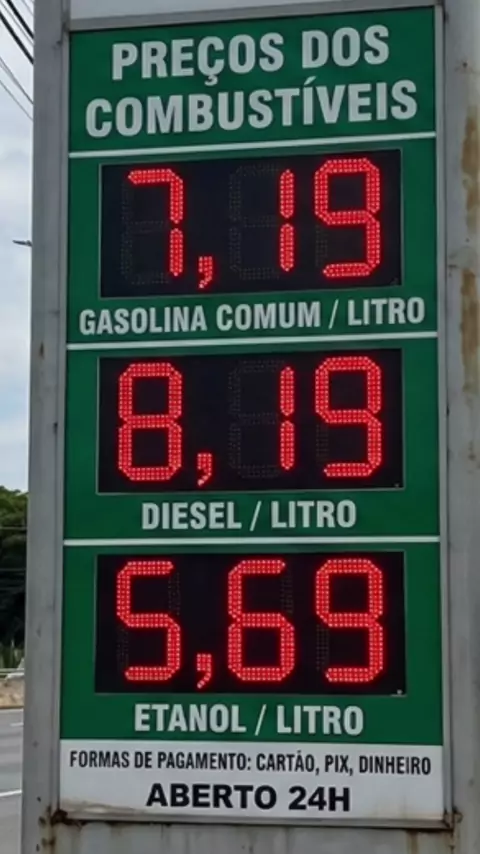 PREÇOS DOS
COMBUSTÍVEIS
7,19
GASOLINA COMUM / LITRO
8,19
DIESEL / LITRO
5,69
ETANOL / LITRO
FORMAS DE PAGAMENTO: CARTÃO, PIX, DINHEIRO
ABERTO 24H